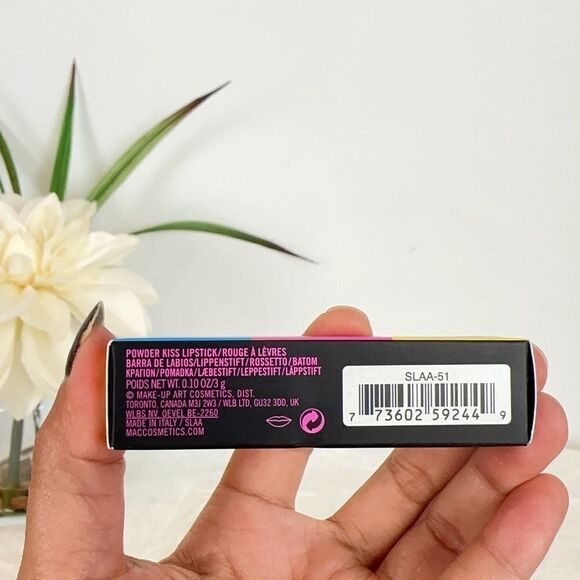 POWDER KISS LIPSTICK/ROUGE À LÈVRES
BARRA DE LABIOS/LIPPENSTIFT/ROSSETTO/BATOM
ΚΡΑΓΙΟΝ/POMADKA/LÆBESTIFT/LEPPESTIFT/LÄPPSTIFT
POIDS NET WT. 0.10 OZ/3 g
© MAKE-UP ART COSMETICS, DIST.
TORONTO, CANADA M3J 2W3 / WLB LTD, GU32 3DD, UK
WLBS NV, OEVEL BE-2260
MADE IN ITALY / SLAA
MACCOSMETICS.COM
SLAA-51
7 73602 59244 9